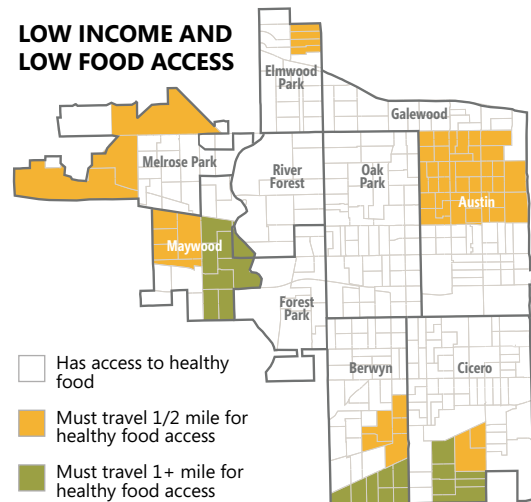 LOW INCOME AND
LOW FOOD ACCESS
Elmwood
Park
Galewood
Melrose Park
River
Forest
Oak
Park
Austin
Maywood
Forest
Park
Berwyn
Cicero
Has access to healthy
food
Must travel 1/2 mile for
healthy food access
Must travel 1+ mile for
healthy food access